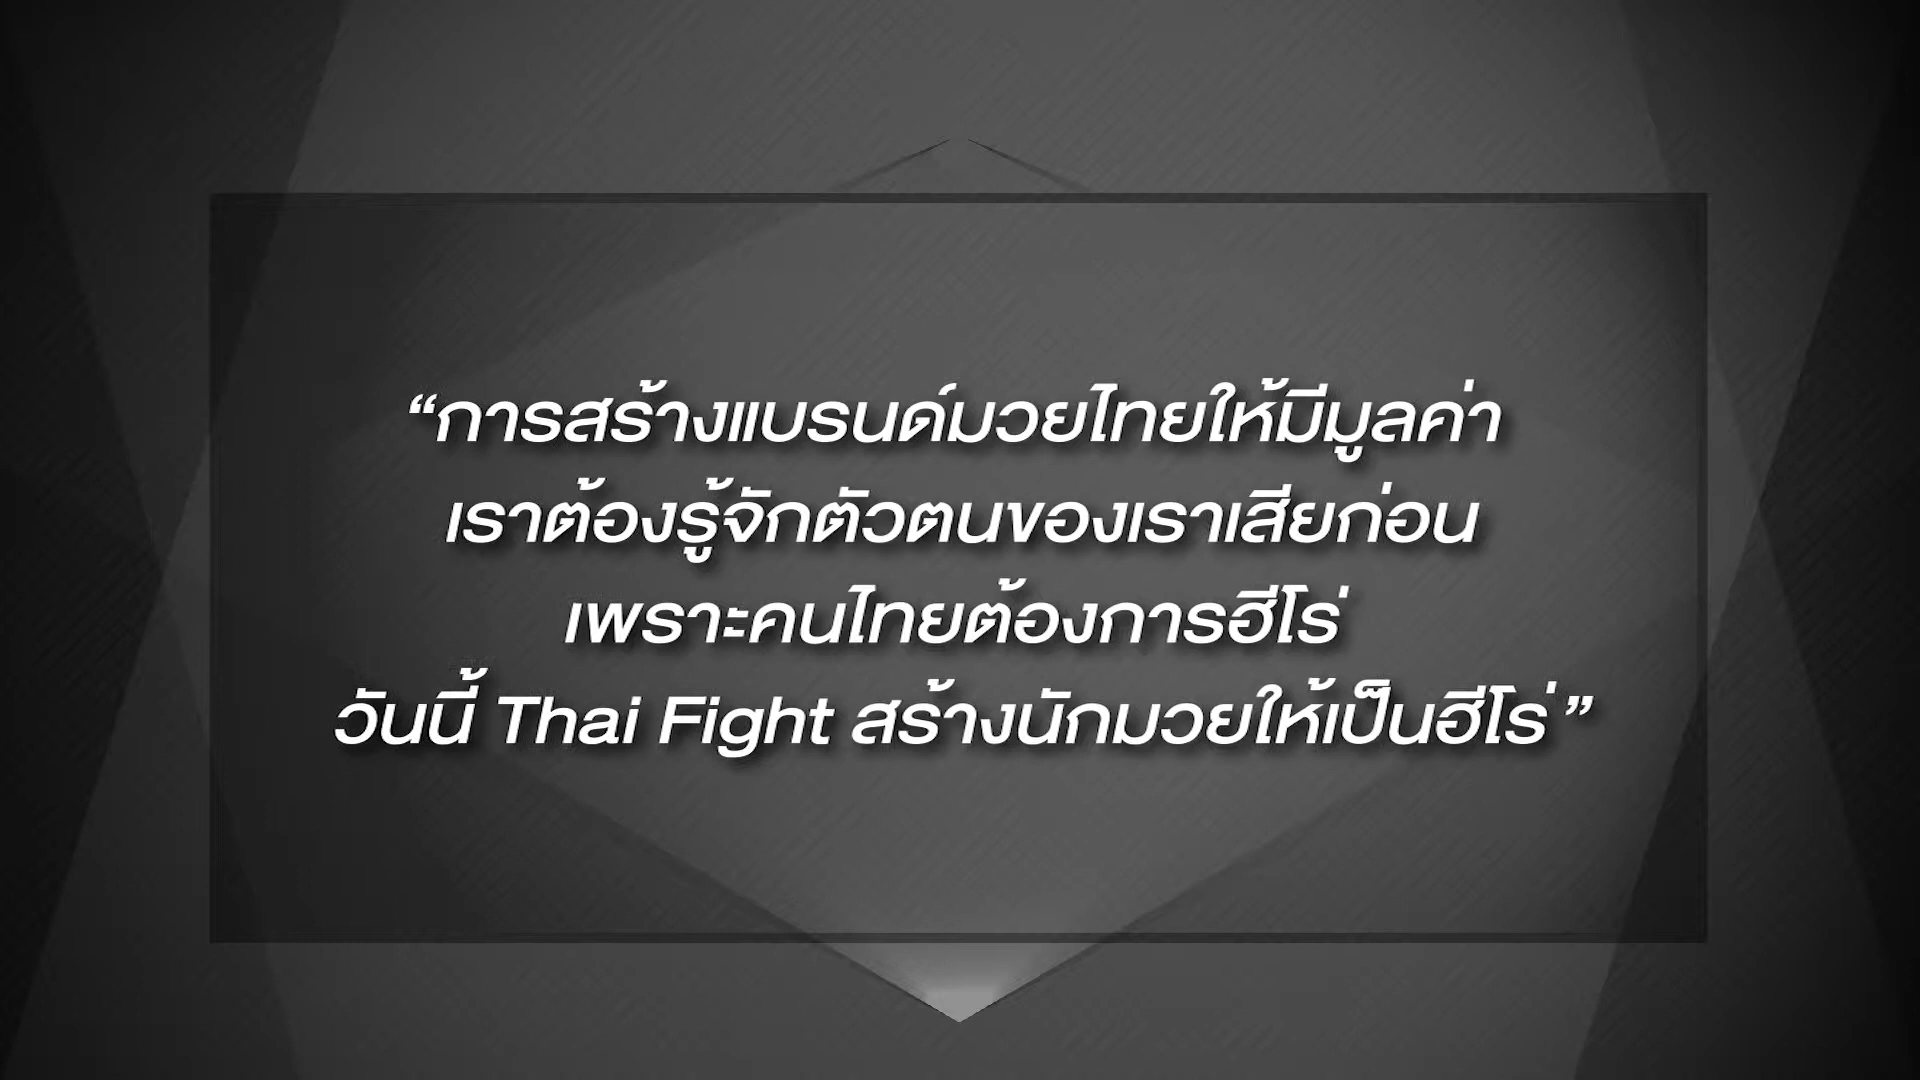 “การสร้างแบรนด์มวยไทยให้มีมูลค่า
เราต้องรู้จักตัวตนของเราเสียก่อน
เพราะคนไทยต้องการฮีโร่
วันนี้ Thai Fight สร้างนักมวยให้เป็นฮีโร่”